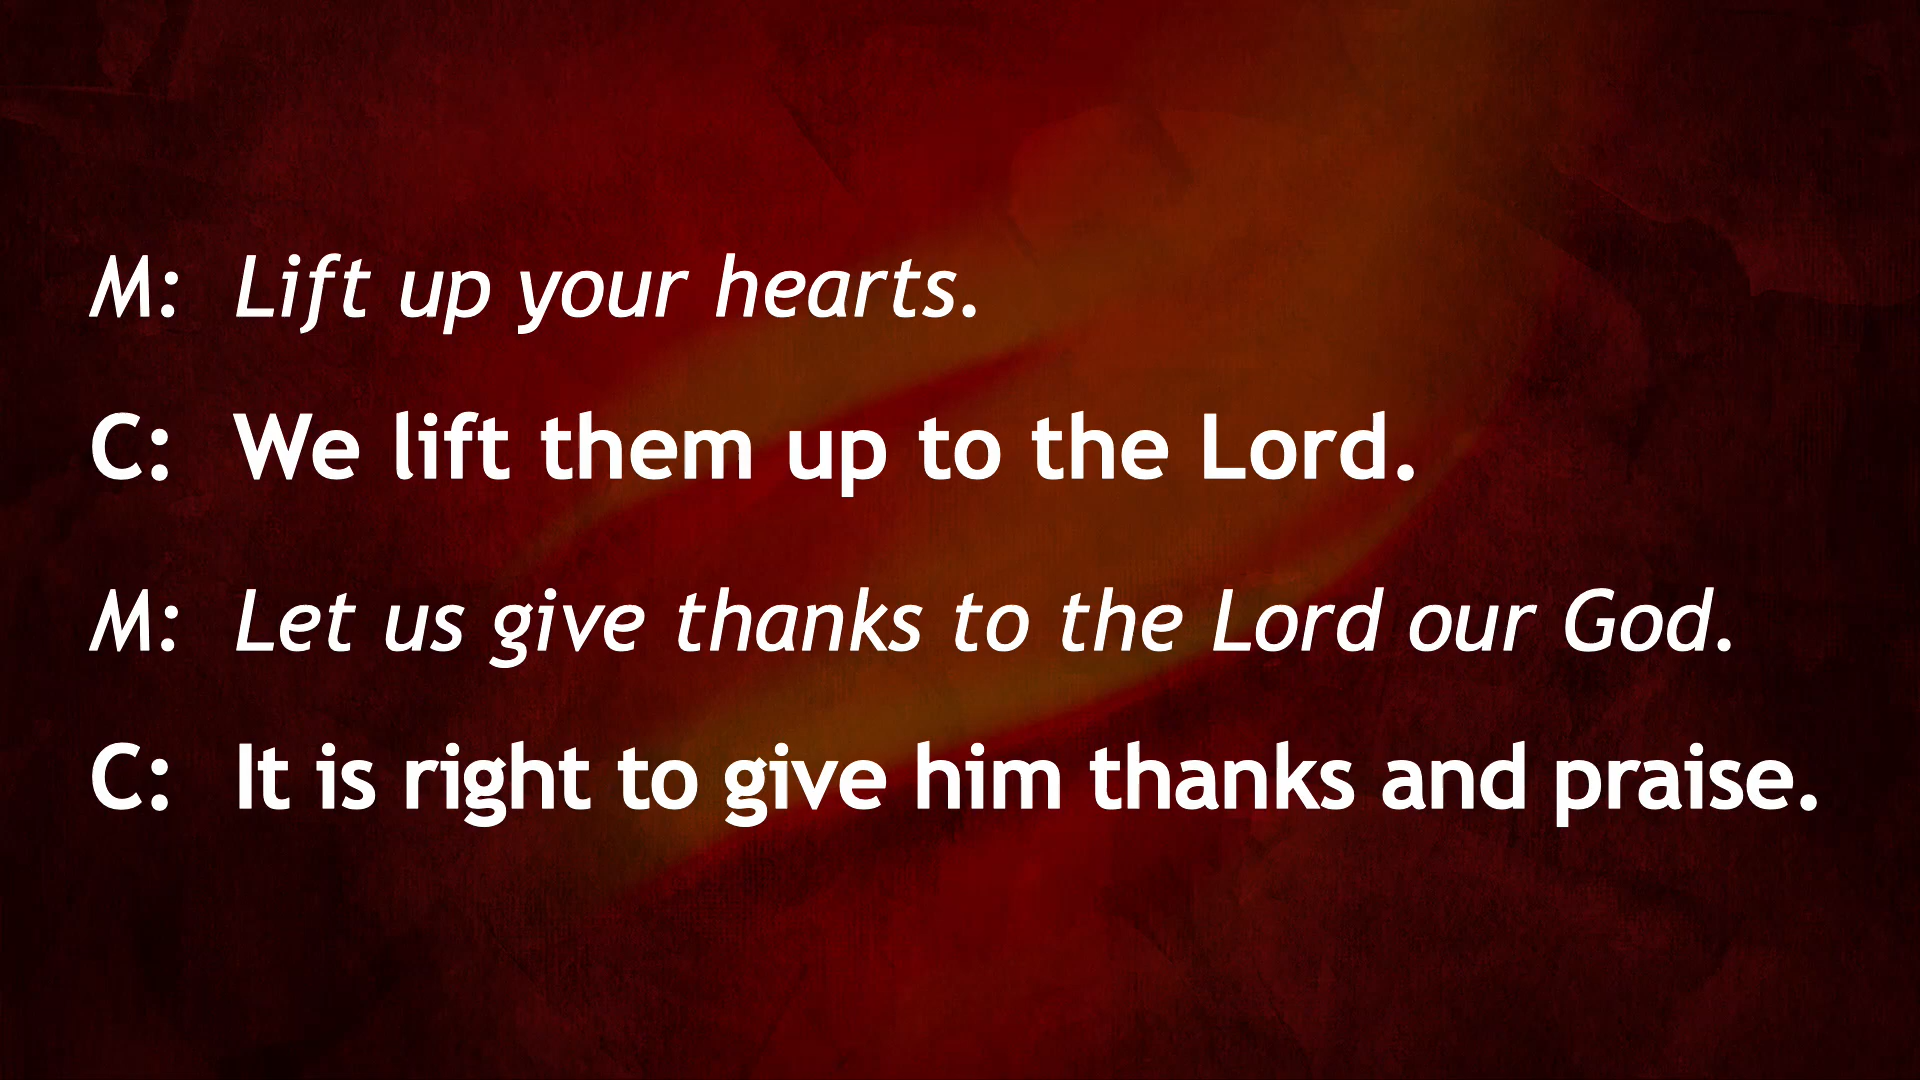 M: Lift up your hearts.
C: We lift them up to the Lord.
M: Let us give thanks to the Lord our God.
C: It is right to give him thanks and praise.